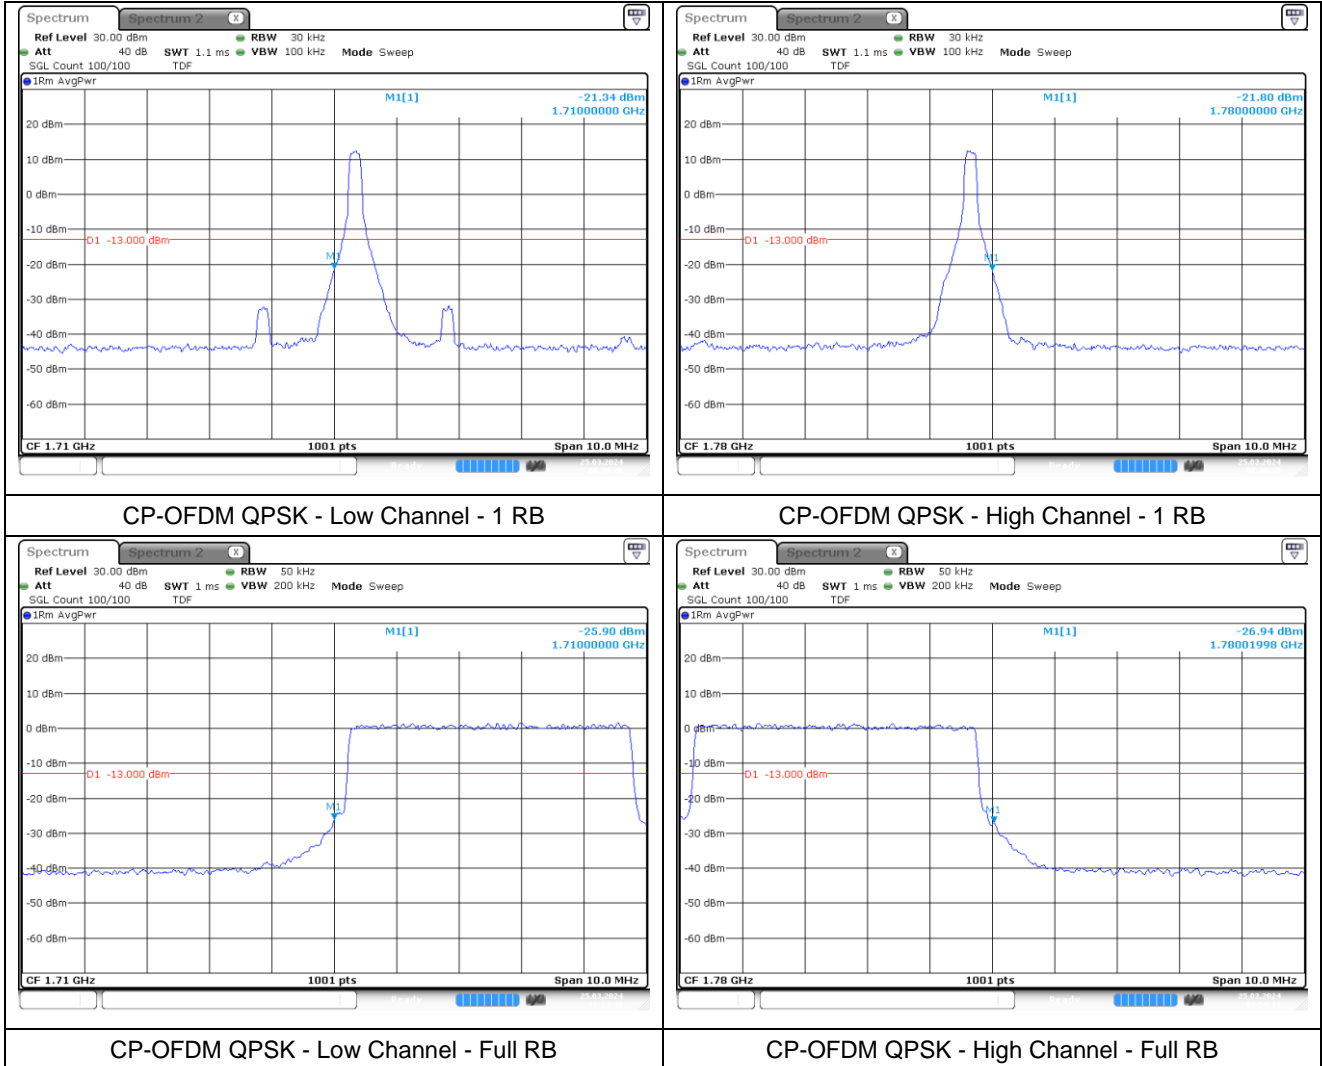 Spectrum Spectrum 2 X
Ref Level 30.00 dBm RBW 30 kHz
Att 40 dB SWT 1.1 ms VBW 100 kHz Mode Sweep
SGL Count 100/100 TDF
1Rm AvgPwr
M1[1] -21.34 dBm
1.71000000 GHz
20 dBm
10 dBm
0 dBm
-10 dBm
D1 -13.000 dBm
M1
-20 dBm
-30 dBm
-40 dBm
-50 dBm
-60 dBm
CF 1.71 GHz 1001 pts Span 10.0 MHz
Ready 25.03.2024
CP-OFDM QPSK - Low Channel - 1 RB
Spectrum Spectrum 2 X
Ref Level 30.00 dBm RBW 30 kHz
Att 40 dB SWT 1.1 ms VBW 100 kHz Mode Sweep
SGL Count 100/100 TDF
1Rm AvgPwr
M1[1] -21.80 dBm
1.78000000 GHz
20 dBm
10 dBm
0 dBm
-10 dBm
D1 -13.000 dBm
M1
-20 dBm
-30 dBm
-40 dBm
-50 dBm
-60 dBm
CF 1.78 GHz 1001 pts Span 10.0 MHz
Ready 25.03.2024
CP-OFDM QPSK - High Channel - 1 RB
Spectrum Spectrum 2 X
Ref Level 30.00 dBm RBW 50 kHz
Att 40 dB SWT 1 ms VBW 200 kHz Mode Sweep
SGL Count 100/100 TDF
1Rm AvgPwr
M1[1] -25.90 dBm
1.71000000 GHz
20 dBm
10 dBm
0 dBm
-10 dBm
D1 -13.000 dBm
-20 dBm
M1
-30 dBm
-40 dBm
-50 dBm
-60 dBm
CF 1.71 GHz 1001 pts Span 10.0 MHz
Ready 25.03.2024
CP-OFDM QPSK - Low Channel - Full RB
Spectrum Spectrum 2 X
Ref Level 30.00 dBm RBW 50 kHz
Att 40 dB SWT 1 ms VBW 200 kHz Mode Sweep
SGL Count 100/100 TDF
1Rm AvgPwr
M1[1] -26.94 dBm
1.78001998 GHz
20 dBm
10 dBm
0 dBm
-10 dBm
D1 -13.000 dBm
-20 dBm
M1
-30 dBm
-40 dBm
-50 dBm
-60 dBm
CF 1.78 GHz 1001 pts Span 10.0 MHz
Ready 25.03.2024
CP-OFDM QPSK - High Channel - Full RB